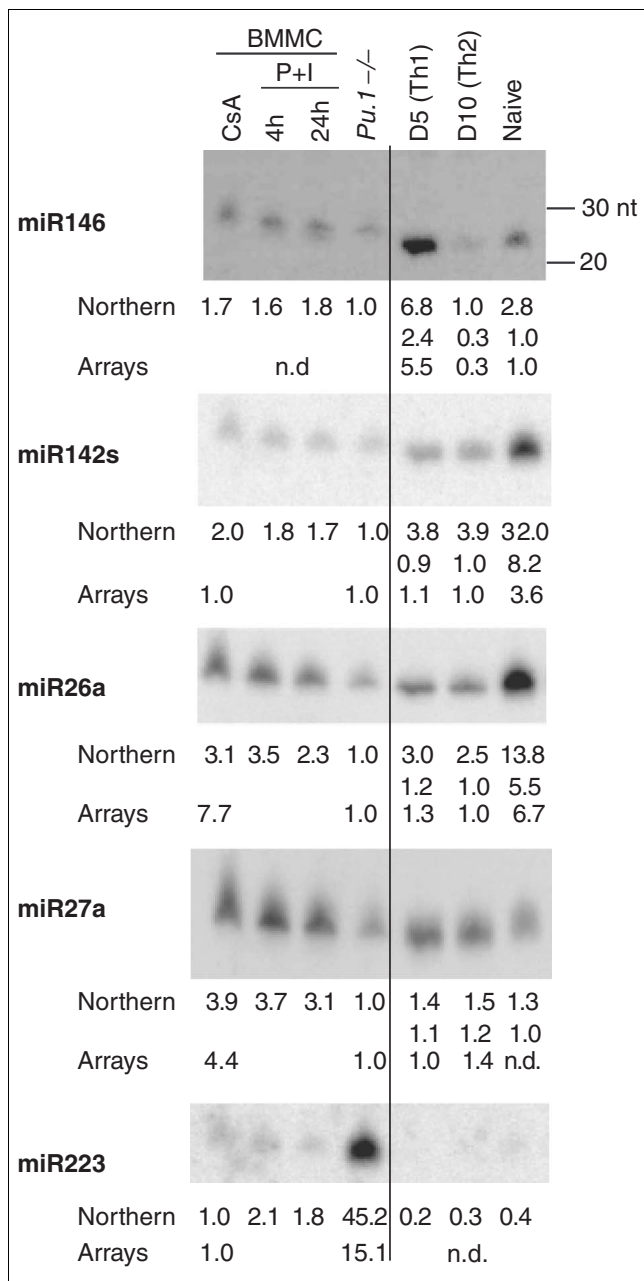 BMMC
P+I
CsA 4h 24h Pu.1 –/– D5 (Th1) D10 (Th2) Naive
miR146
30 nt
20
Northern 1.7 1.6 1.8 1.0 6.8 1.0 2.8
2.4 0.3 1.0
Arrays n.d 5.5 0.3 1.0
miR142s
Northern 2.0 1.8 1.7 1.0 3.8 3.9 32.0
0.9 1.0 8.2
Arrays 1.0 1.0 1.1 1.0 3.6
miR26a
Northern 3.1 3.5 2.3 1.0 3.0 2.5 13.8
1.2 1.0 5.5
Arrays 7.7 1.0 1.3 1.0 6.7
miR27a
Northern 3.9 3.7 3.1 1.0 1.4 1.5 1.3
1.1 1.2 1.0
Arrays 4.4 1.0 1.0 1.4 n.d.
miR223
Northern 1.0 2.1 1.8 45.2 0.2 0.3 0.4
Arrays 1.0 15.1 n.d.